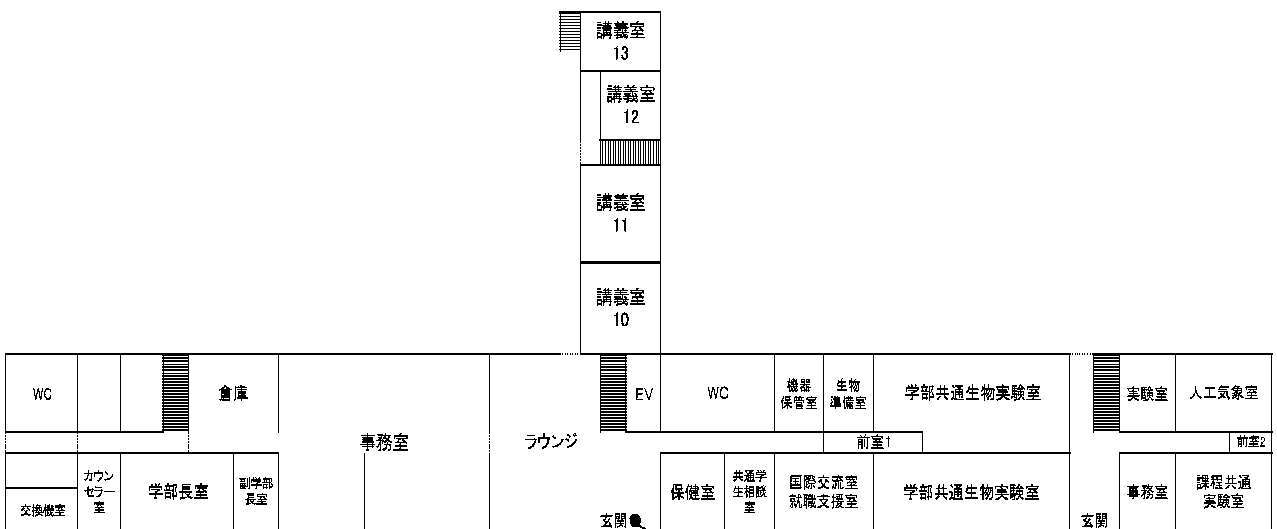 講義室
13
講義室
12
講義室
11
講義室
10
WC
倉庫
事務室
ラウンジ
EV
WC
機器
保管室
生物
準備室
学部共通生物実験室
実験室
人工気象室
前室1
前室2
交換機室
カウン
セラー
室
学部長室
副学部
長室
保健室
共通学
生相談
室
国際交流室
就職支援室
学部共通生物実験室
事務室
課程共通
実験室
玄関
玄関